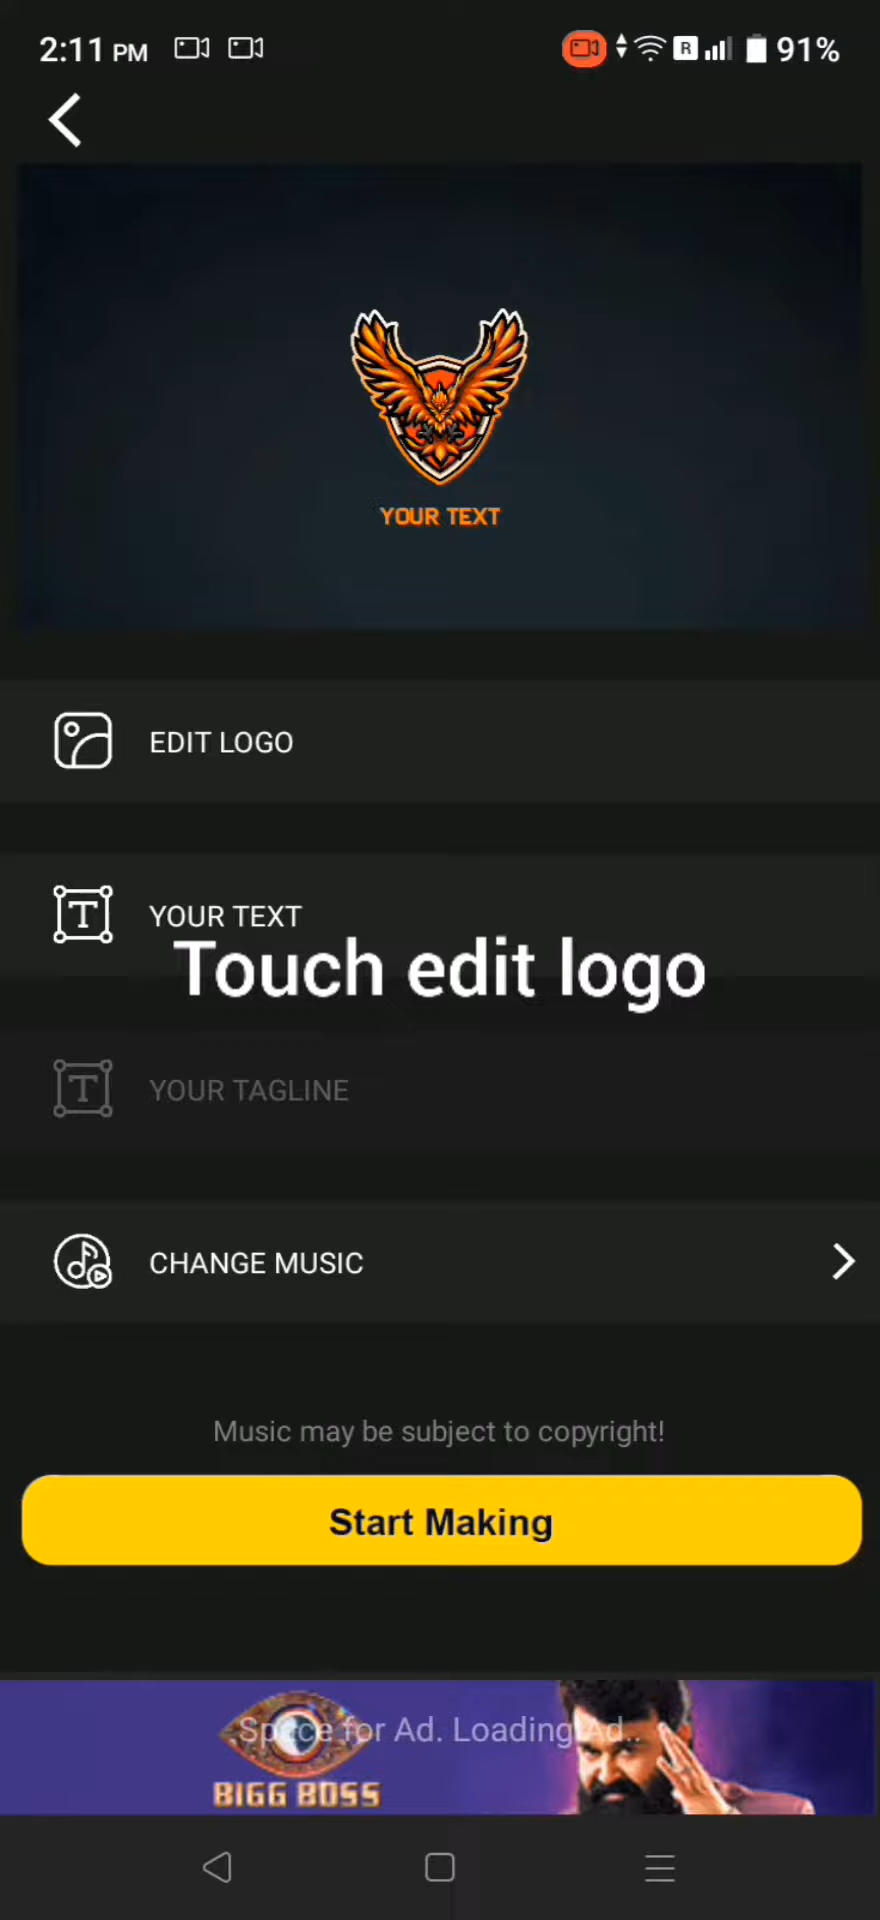 2:11 PM
R
91%
YOUR TEXT
EDIT LOGO
T YOUR TEXT
Touch edit logo
T YOUR TAGLINE
CHANGE MUSIC
Music may be subject to copyright!
Start Making
Space for Ad. Loading Ad..
BIGG BOSS